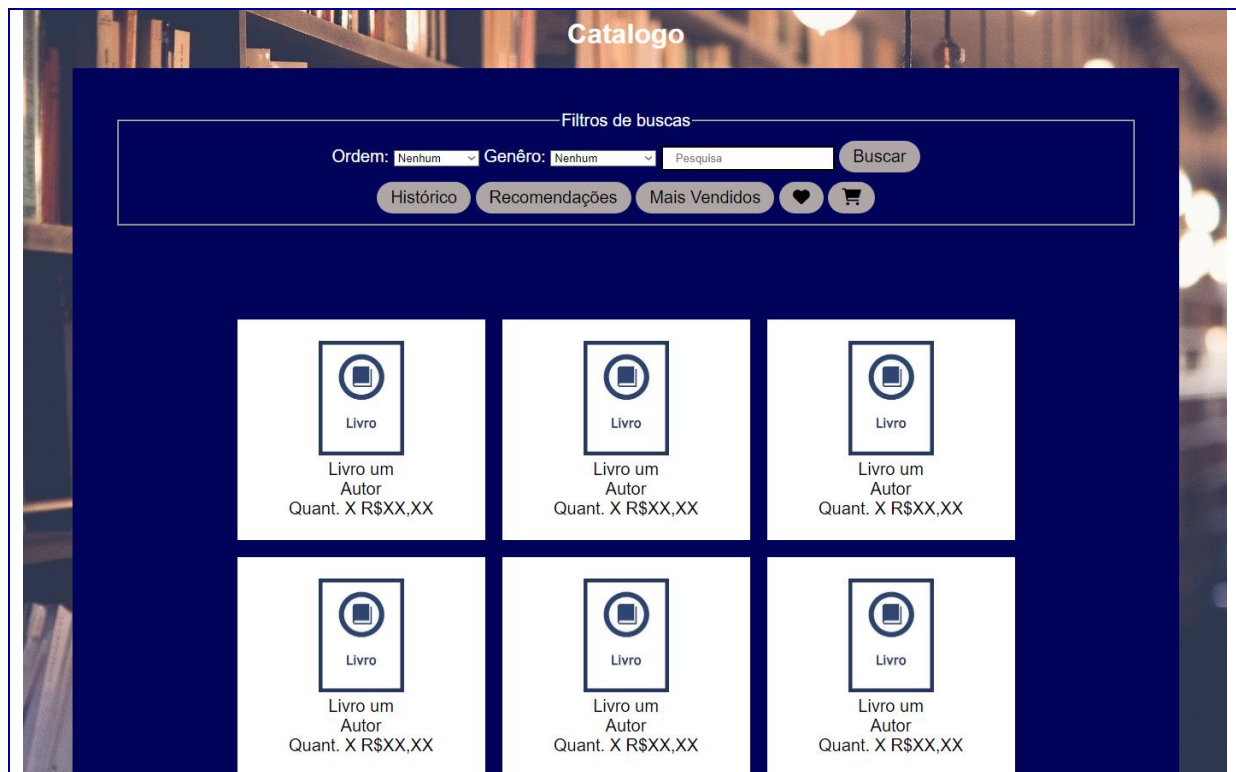 Catalogo
Filtros de buscas
Ordem: Nenhum Genêro: Nenhum Pesquisa Buscar
Histórico Recomendações Mais Vendidos
Livro Livro Livro
Livro um Livro um Livro um
Autor Autor Autor
Quant. X R$XX,XX Quant. X R$XX,XX Quant. X R$XX,XX
Livro Livro Livro
Livro um Livro um Livro um
Autor Autor Autor
Quant. X R$XX,XX Quant. X R$XX,XX Quant. X R$XX,XX